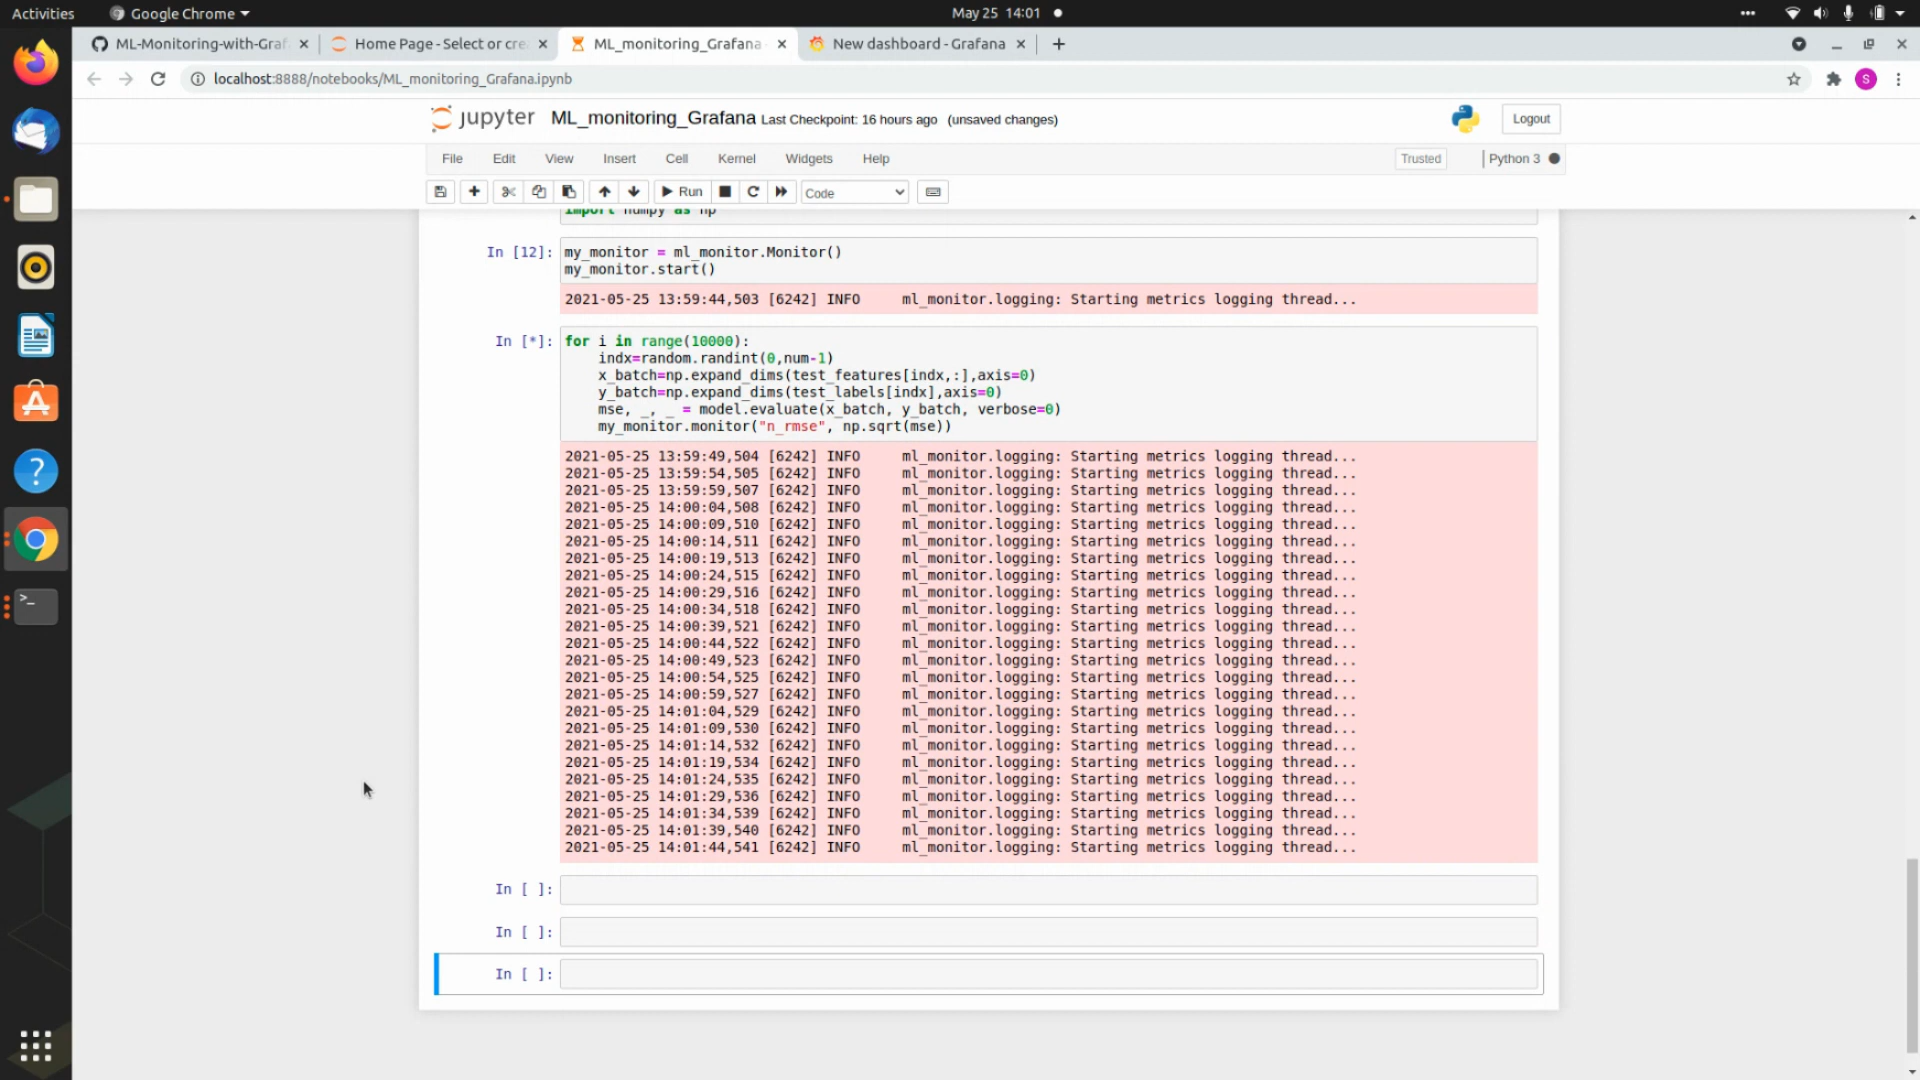 Activities
Google Chrome
May 25 14:01
ML-Monitoring-with-Graf
Home Page - Select or cre
ML_monitoring_Grafana
New dashboard - Grafana
localhost:8888/notebooks/ML_monitoring_Grafana.ipynb
S
jupyter ML_monitoring_Grafana Last Checkpoint: 16 hours ago (unsaved changes)
Logout
File Edit View Insert Cell Kernel Widgets Help
Trusted
Python 3
Run
Code
import numpy as np
In [12]: my_monitor = ml_monitor.Monitor()
my_monitor.start()
2021-05-25 13:59:44,503 [6242] INFO ml_monitor.logging: Starting metrics logging thread...
In [*]: for i in range(10000):
indx=random.randint(0,num-1)
x_batch=np.expand_dims(test_features[indx,:],axis=0)
y_batch=np.expand_dims(test_labels[indx],axis=0)
mse, _, _ = model.evaluate(x_batch, y_batch, verbose=0)
my_monitor.monitor("n_rmse", np.sqrt(mse))
2021-05-25 13:59:49,504 [6242] INFO ml_monitor.logging: Starting metrics logging thread...
2021-05-25 13:59:54,505 [6242] INFO ml_monitor.logging: Starting metrics logging thread...
2021-05-25 13:59:59,507 [6242] INFO ml_monitor.logging: Starting metrics logging thread...
2021-05-25 14:00:04,508 [6242] INFO ml_monitor.logging: Starting metrics logging thread...
2021-05-25 14:00:09,510 [6242] INFO ml_monitor.logging: Starting metrics logging thread...
2021-05-25 14:00:14,511 [6242] INFO ml_monitor.logging: Starting metrics logging thread...
2021-05-25 14:00:19,513 [6242] INFO ml_monitor.logging: Starting metrics logging thread...
2021-05-25 14:00:24,515 [6242] INFO ml_monitor.logging: Starting metrics logging thread...
2021-05-25 14:00:29,516 [6242] INFO ml_monitor.logging: Starting metrics logging thread...
2021-05-25 14:00:34,518 [6242] INFO ml_monitor.logging: Starting metrics logging thread...
2021-05-25 14:00:39,521 [6242] INFO ml_monitor.logging: Starting metrics logging thread...
2021-05-25 14:00:44,522 [6242] INFO ml_monitor.logging: Starting metrics logging thread...
2021-05-25 14:00:49,523 [6242] INFO ml_monitor.logging: Starting metrics logging thread...
2021-05-25 14:00:54,525 [6242] INFO ml_monitor.logging: Starting metrics logging thread...
2021-05-25 14:00:59,527 [6242] INFO ml_monitor.logging: Starting metrics logging thread...
2021-05-25 14:01:04,529 [6242] INFO ml_monitor.logging: Starting metrics logging thread...
2021-05-25 14:01:09,530 [6242] INFO ml_monitor.logging: Starting metrics logging thread...
2021-05-25 14:01:14,532 [6242] INFO ml_monitor.logging: Starting metrics logging thread...
2021-05-25 14:01:19,534 [6242] INFO ml_monitor.logging: Starting metrics logging thread...
2021-05-25 14:01:24,535 [6242] INFO ml_monitor.logging: Starting metrics logging thread...
2021-05-25 14:01:29,536 [6242] INFO ml_monitor.logging: Starting metrics logging thread...
2021-05-25 14:01:34,539 [6242] INFO ml_monitor.logging: Starting metrics logging thread...
2021-05-25 14:01:39,540 [6242] INFO ml_monitor.logging: Starting metrics logging thread...
2021-05-25 14:01:44,541 [6242] INFO ml_monitor.logging: Starting metrics logging thread...
In [ ]:
In [ ]:
In [ ]: